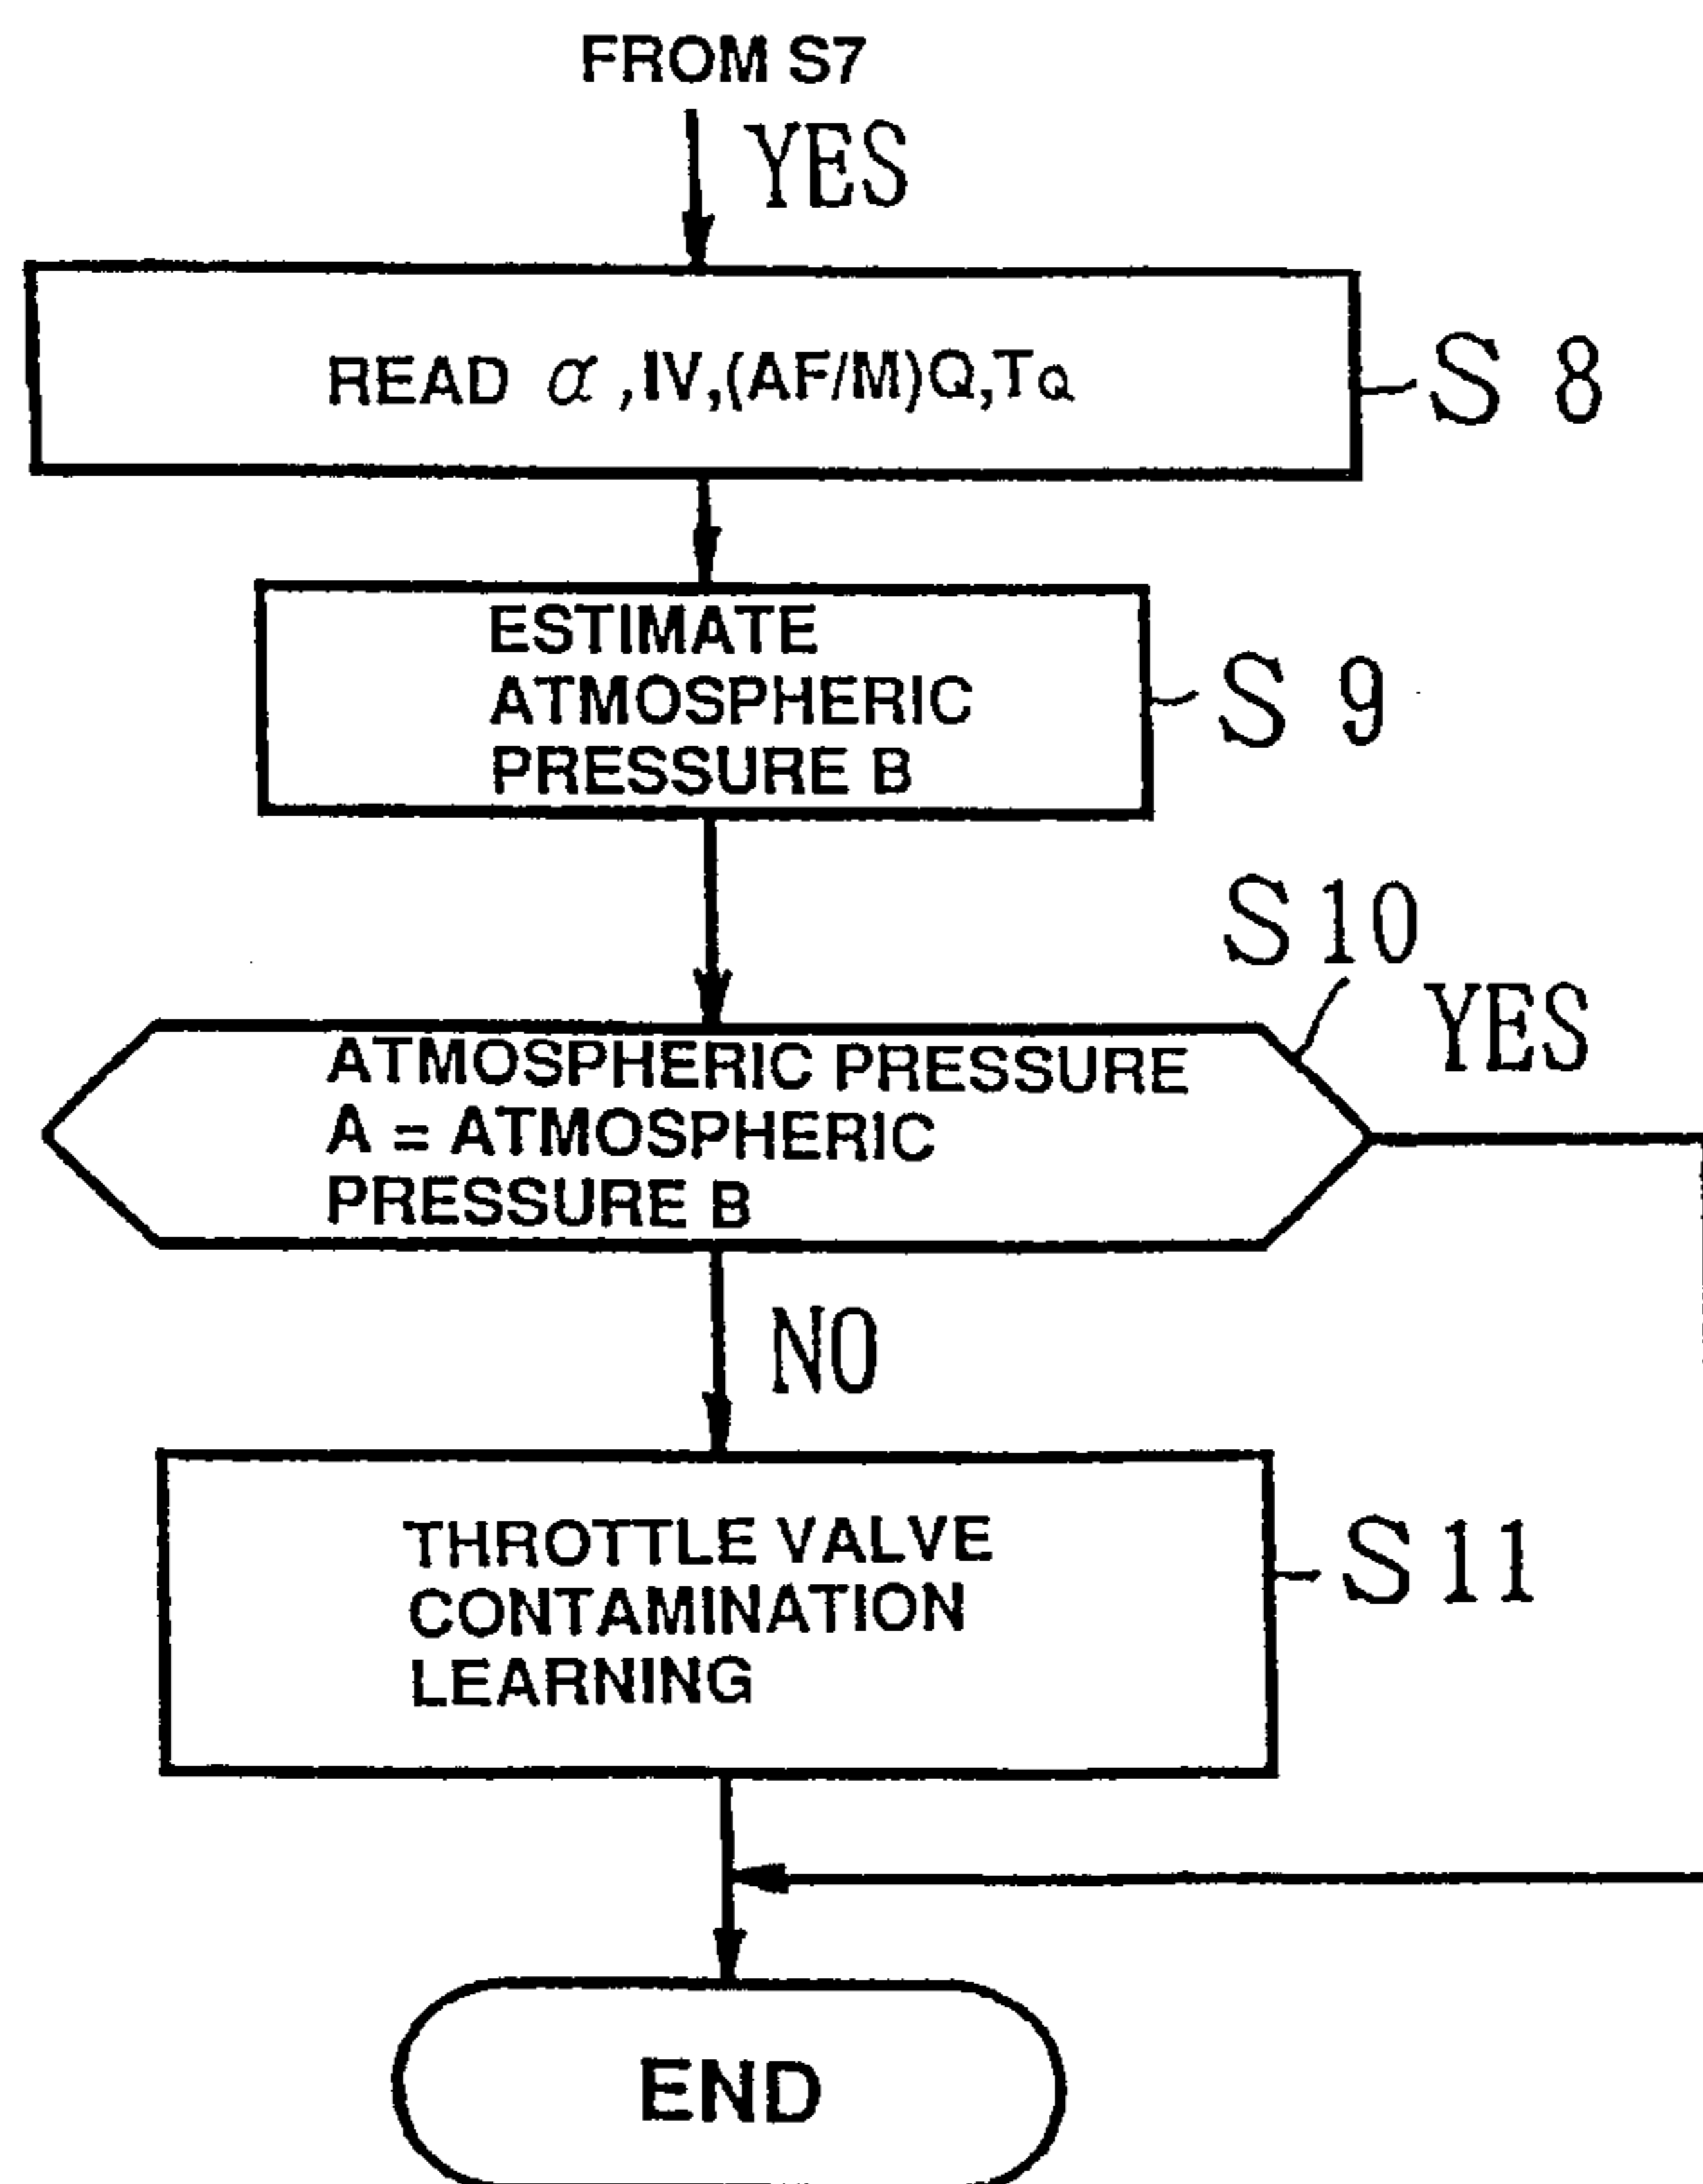 FROM S7
YES
READ α ,IV,(AF/M)Q,TQ
S 8
ESTIMATE
ATMOSPHERIC
PRESSURE B
S 9
S 10
YES
ATMOSPHERIC PRESSURE
A = ATMOSPHERIC
PRESSURE B
NO
THROTTLE VALVE
CONTAMINATION
LEARNING
S 11
END